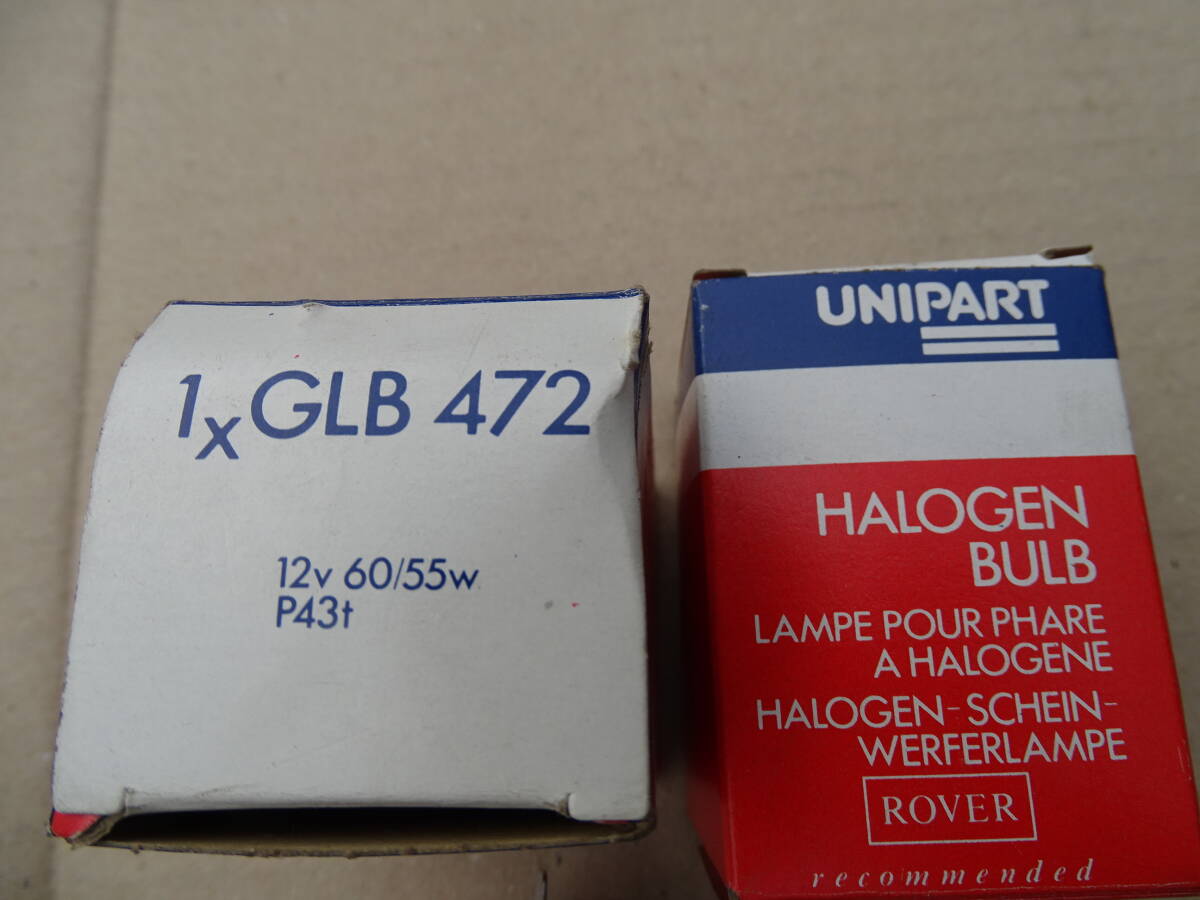 1x GLB 472
12v 60/55w
P43t
UNIPART
HALOGEN
BULB
LAMPE POUR PHARE
A HALOGENE
HALOGEN-SCHEIN-
WERFERLAMPE
ROVER
recommended